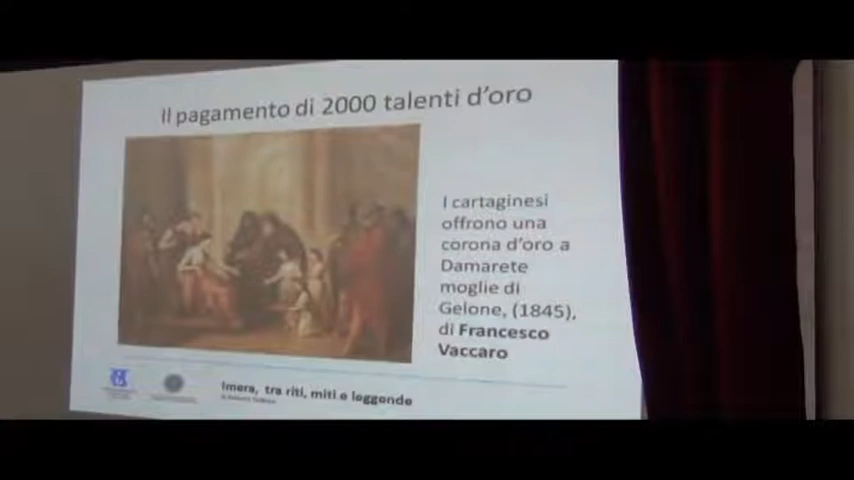 Il pagamento di 2000 talenti d'oro
I cartaginesi
offrono una
corona d'oro a
Damarete
moglie di
Gelone, (1845),
di Francesco
Vaccaro
Imera, tra riti, miti e leggende